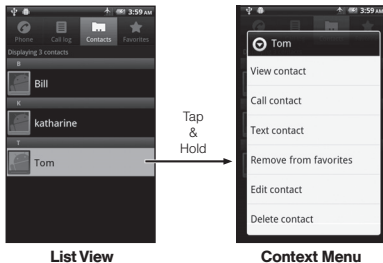 3:59 AM
Phone Call log Contacts Favorites
Displaying 3 contacts
B
Bill
K
katharine
T
Tom
List View
Tap
&
Hold
3:59 AM
Tom
View contact
Call contact
Text contact
Remove from favorites
Edit contact
Delete contact
Context Menu